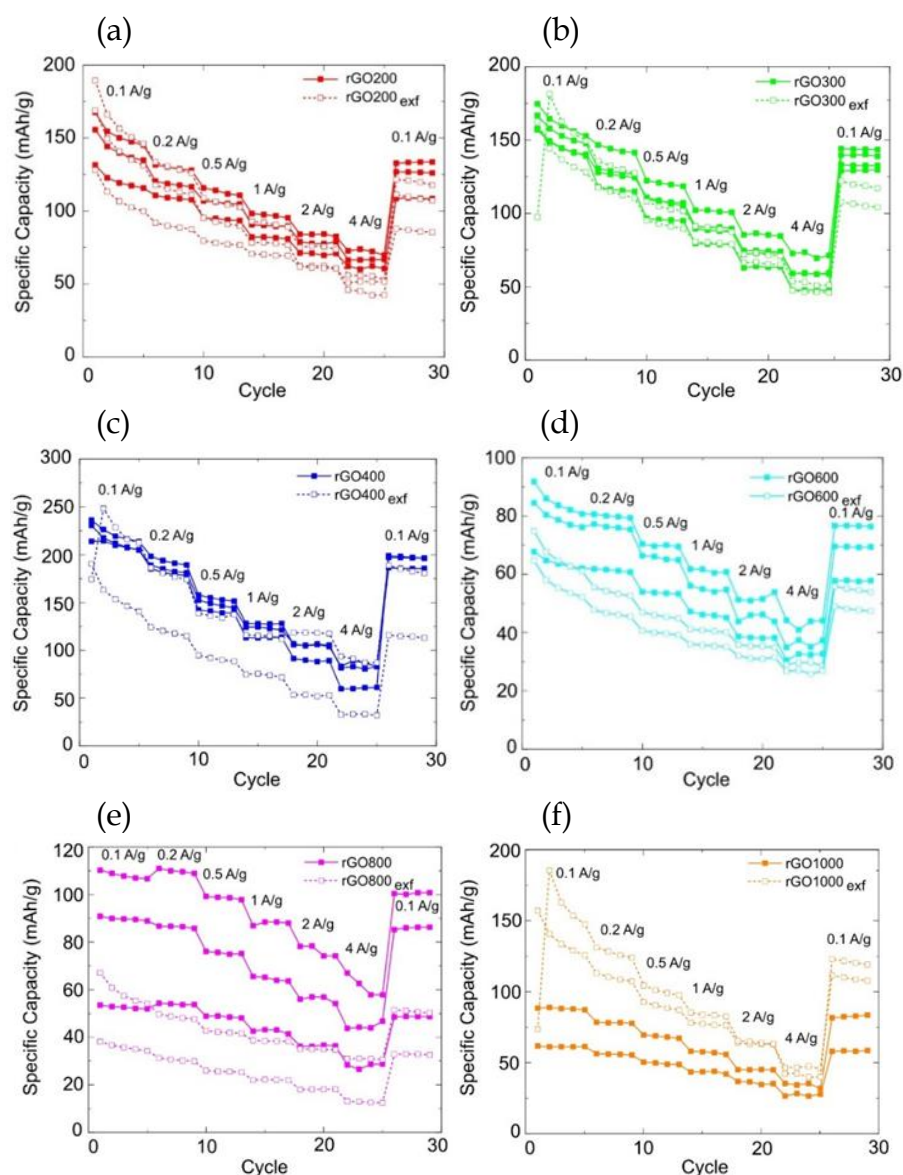 (a)
Specific Capacity (mAh/g)
200
150
100
50
0
0.1 A/g
0.2 A/g
0.5 A/g
1 A/g
2 A/g
4 A/g
0.1 A/g
rGO200
rGO200 exf
0 10 20 30
Cycle
(b)
Specific Capacity (mAh/g)
200
150
100
50
0
0.1 A/g
0.2 A/g
0.5 A/g
1 A/g
2 A/g
4 A/g
0.1 A/g
rGO300
rGO300 exf
0 10 20 30
Cycle
(c)
Specific Capacity (mAh/g)
300
250
200
150
100
50
0
0.1 A/g
0.2 A/g
0.5 A/g
1 A/g
2 A/g
4 A/g
0.1 A/g
rGO400
rGO400 exf
0 10 20 30
Cycle
(d)
Specific Capacity (mAh/g)
100
80
60
40
20
0
0.1 A/g
0.2 A/g
0.5 A/g
1 A/g
2 A/g
4 A/g
0.1 A/g
rGO600
rGO600 exf
0 10 20 30
Cycle
(e)
Specific Capacity (mAh/g)
120
100
80
60
40
20
0
0.1 A/g
0.2 A/g
0.5 A/g
1 A/g
2 A/g
4 A/g
0.1 A/g
rGO800
rGO800 exf
0 10 20 30
Cycle
(f)
Specific Capacity (mAh/g)
200
150
100
50
0
0.1 A/g
0.2 A/g
0.5 A/g
1 A/g
2 A/g
4 A/g
0.1 A/g
rGO1000
rGO1000 exf
0 10 20 30
Cycle